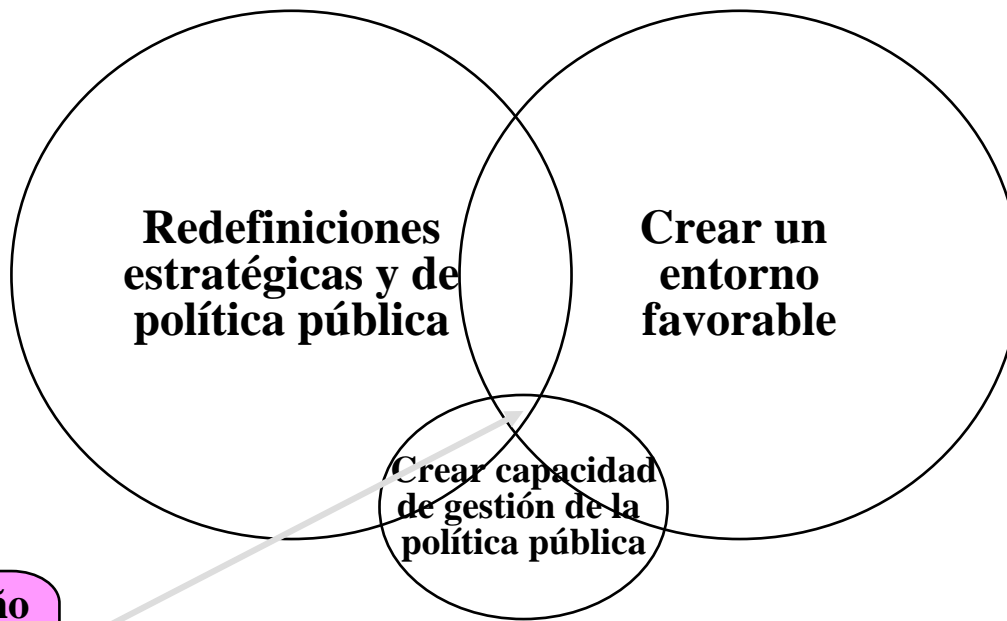 Redefiniciones
estratégicas y de
política pública
Crear un
entorno
favorable
Crear capacidad
de gestión de la
política pública